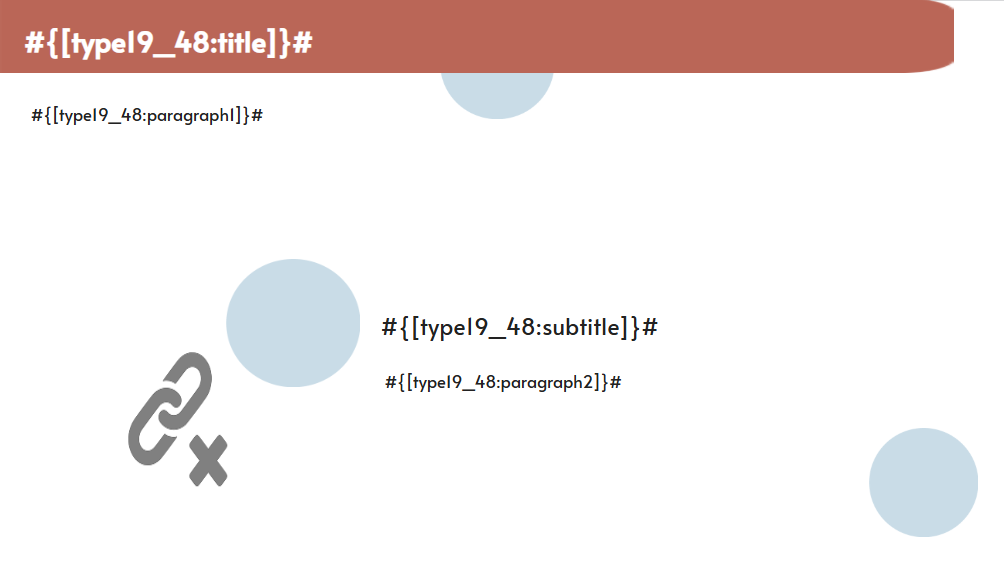 #{[type19_48:title]}#
#{[type19_48:paragraph1]}#
#{[type19_48:subtitle]}#
#{[type19_48:paragraph2]}#